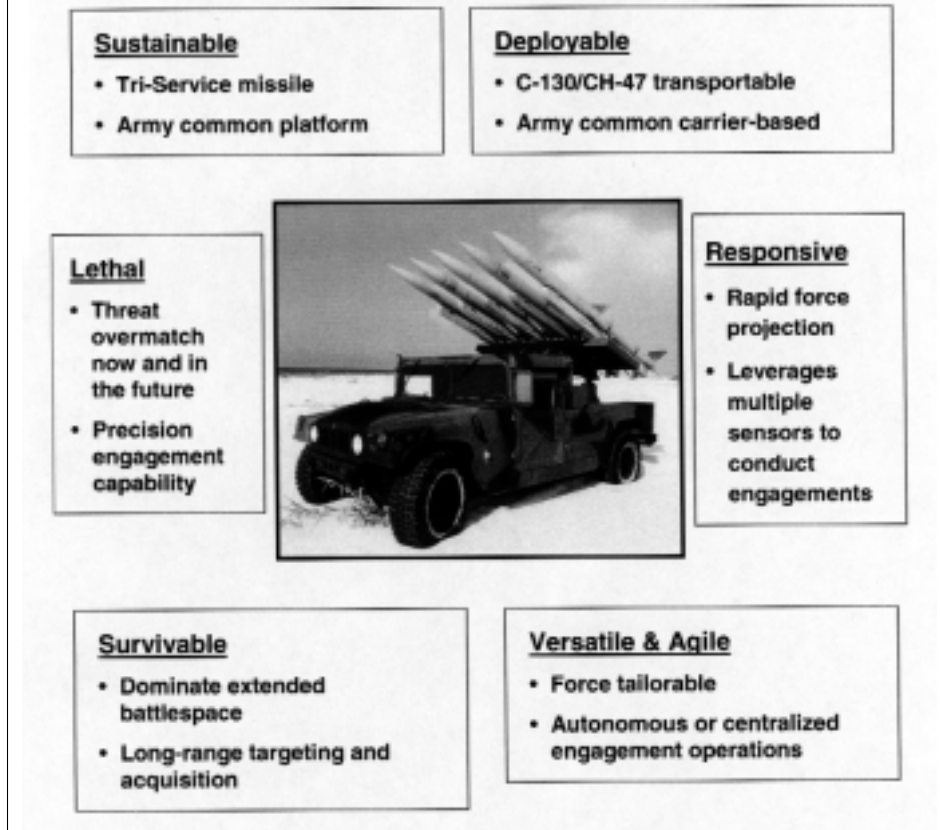 Sustainable
• Tri-Service missile
• Army common platform
Deployable
• C-130/CH-47 transportable
• Army common carrier-based
Lethal
• Threat
overmatch
now and in
the future
• Precision
engagement
capability
Responsive
• Rapid force
projection
• Leverages
multiple
sensors to
conduct
engagements
Survivable
• Dominate extended
battlespace
• Long-range targeting and
acquisition
Versatile & Agile
• Force tailorable
• Autonomous or centralized
engagement operations